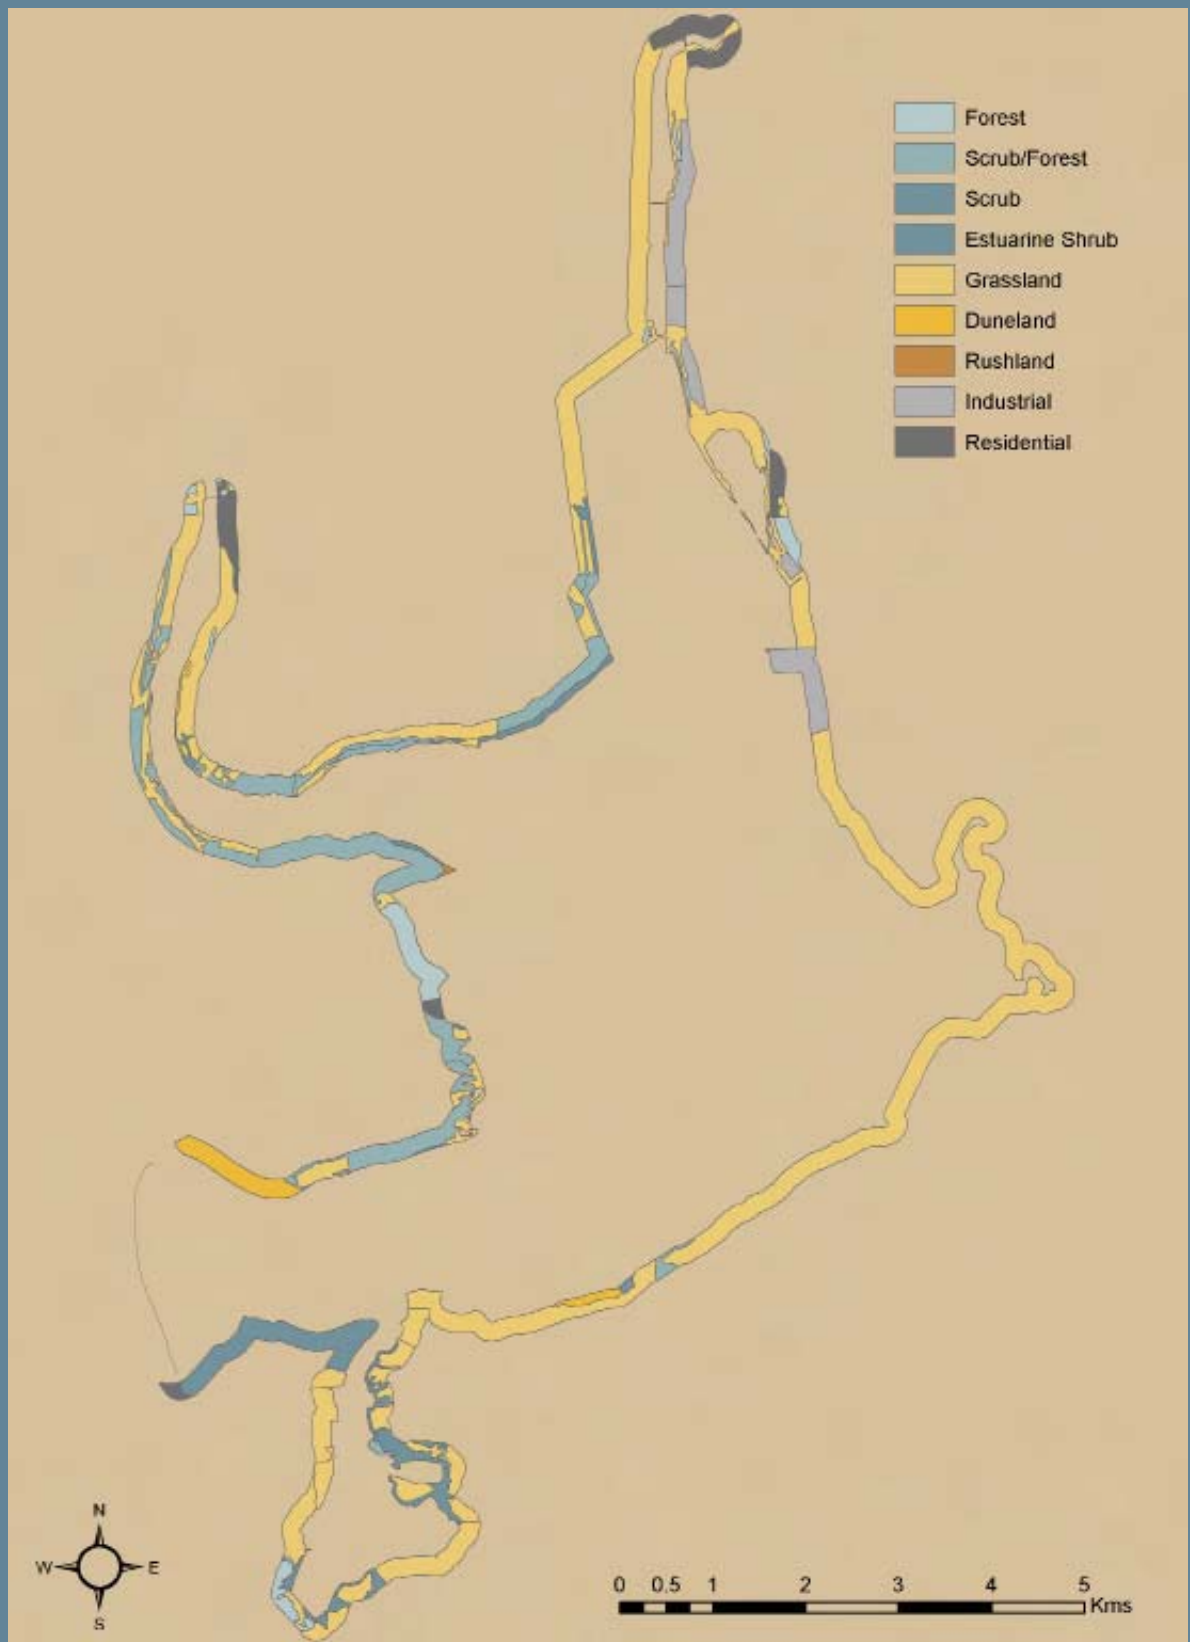 Forest
Scrub/Forest
Scrub
Estuarine Shrub
Grassland
Duneland
Rushland
Industrial
Residential
N
W E
S
0 0.5 1 2 3 4 5
Kms